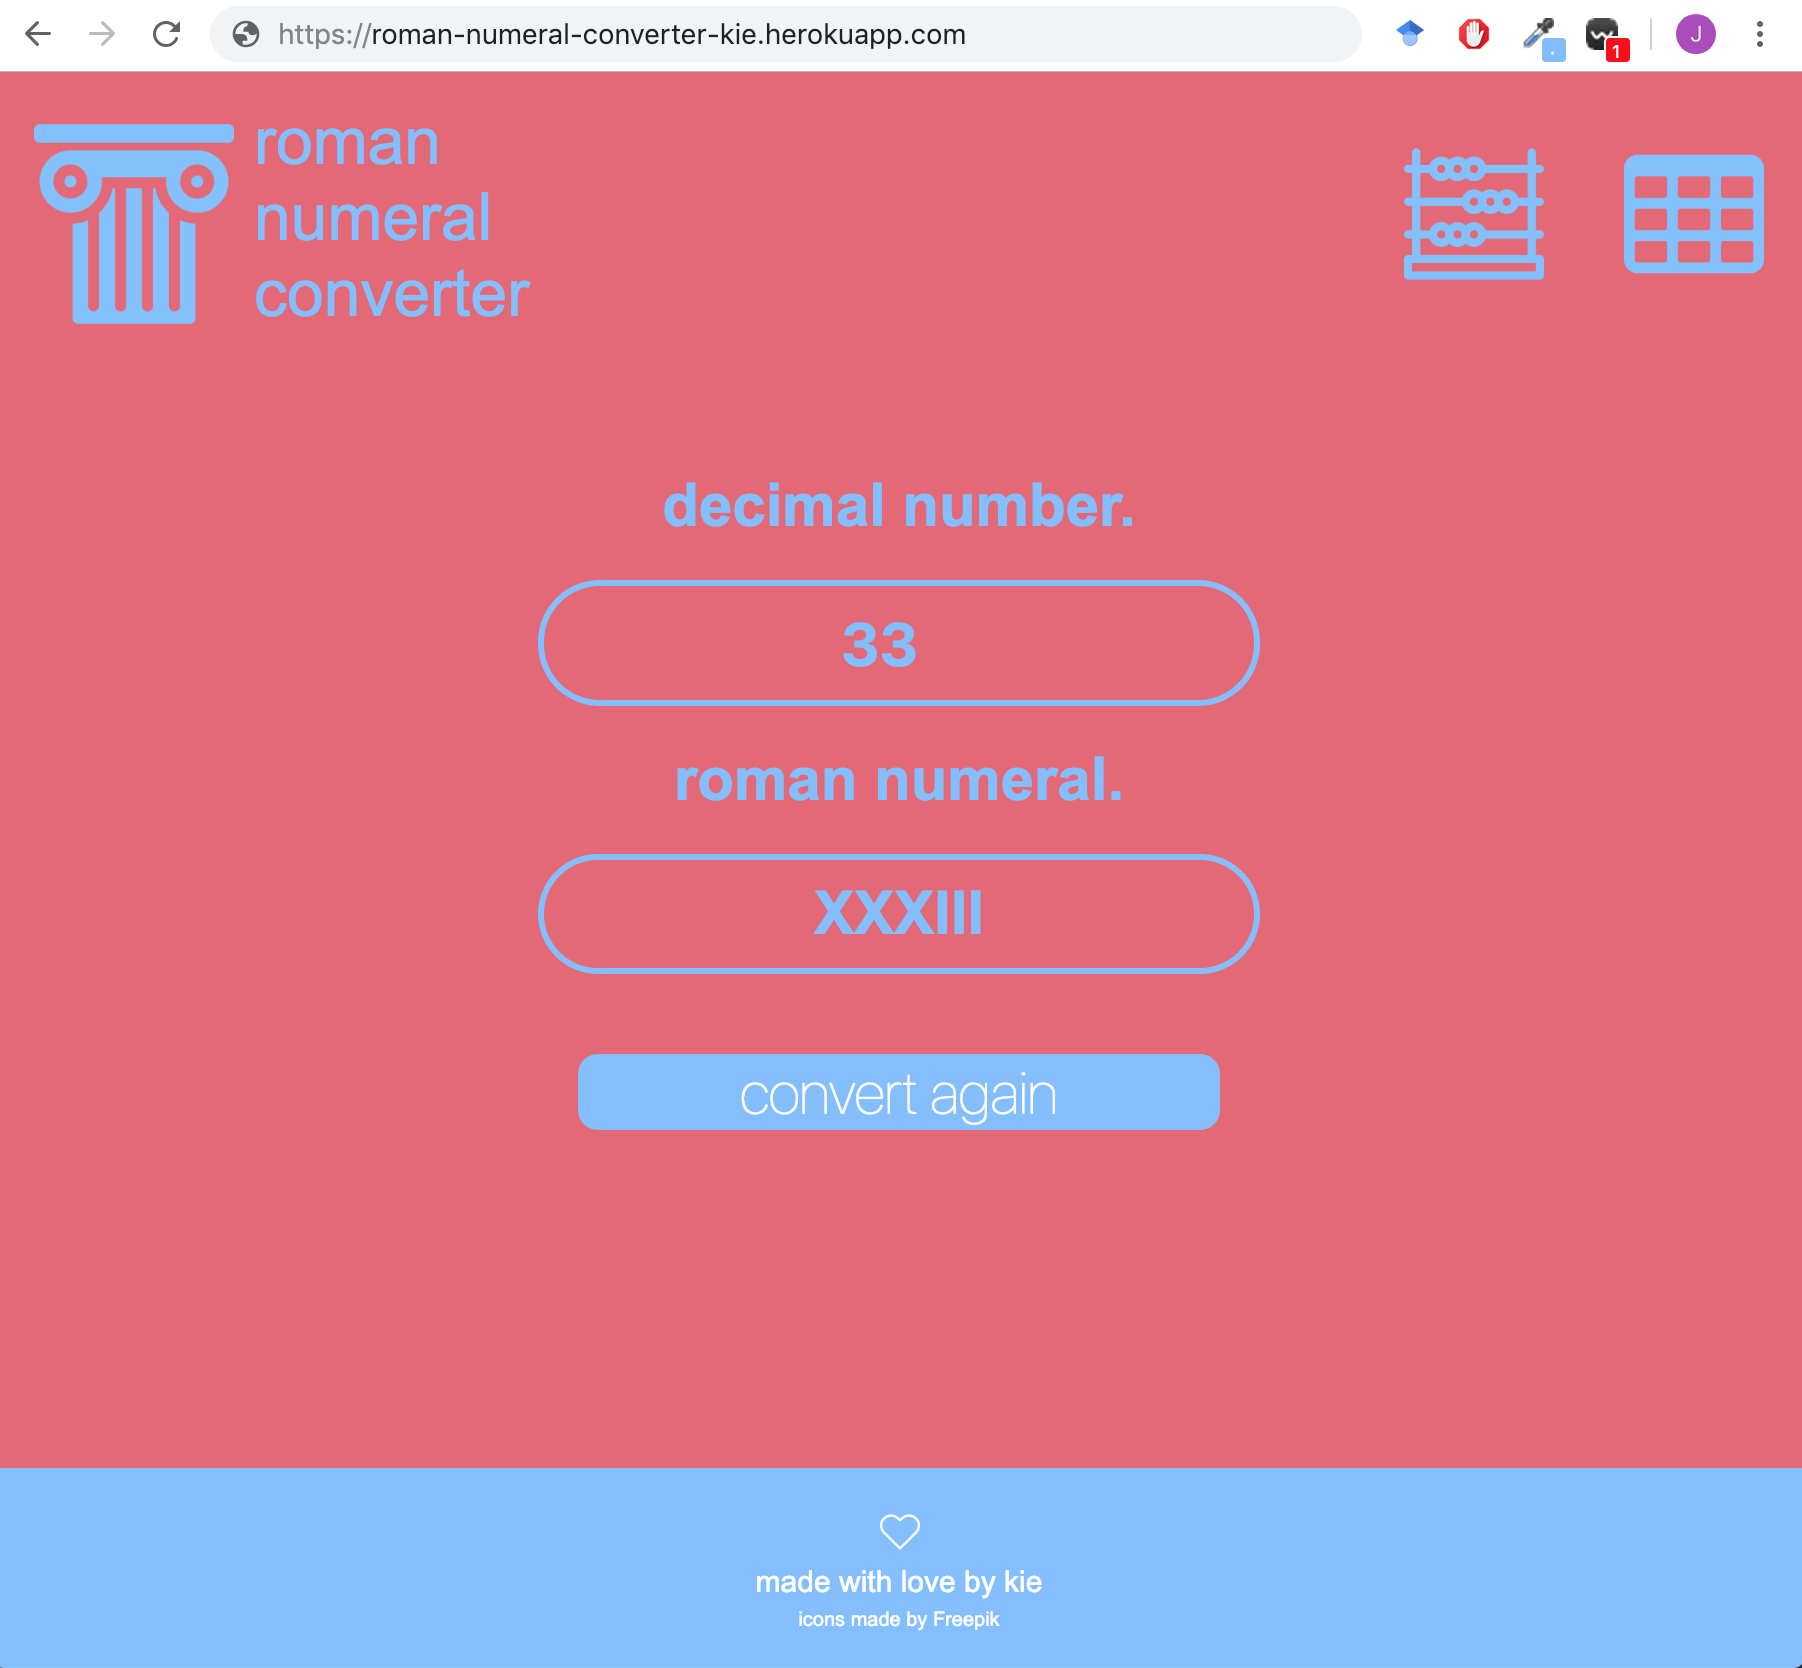 https://roman-numeral-converter-kie.herokuapp.com
1
J
roman
numeral
converter
decimal number.
33
roman numeral.
XXXIII
convert again
made with love by kie
icons made by Freepik